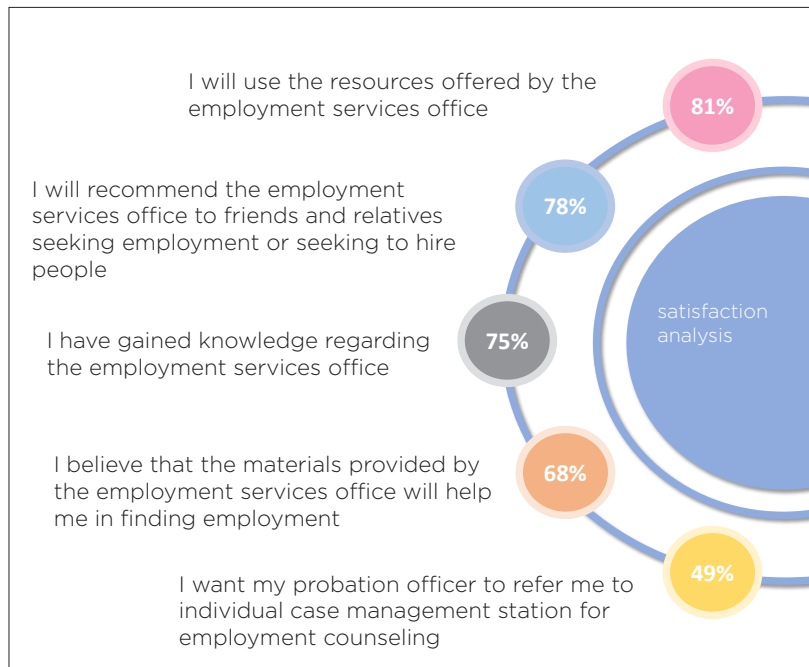 I will use the resources offered by the
employment services office
81%
I will recommend the employment
services office to friends and relatives
seeking employment or seeking to hire
people
78%
I have gained knowledge regarding
the employment services office
75%
satisfaction
analysis
I believe that the materials provided by
the employment services office will help
me in finding employment
68%
I want my probation officer to refer me to
individual case management station for
employment counseling
49%